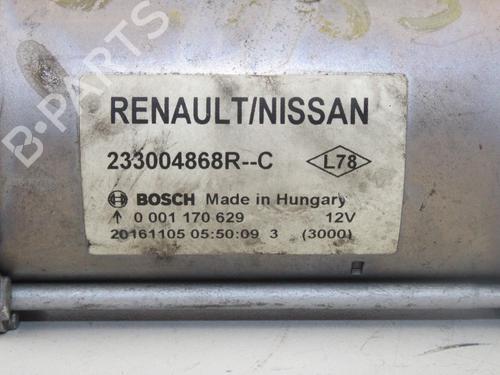 RENAULT/NISSAN
233004868R--C L78
BOSCH Made in Hungary
0 001 170 629 12V
20161105 05:50:09 3 (3000)
B-PARTS